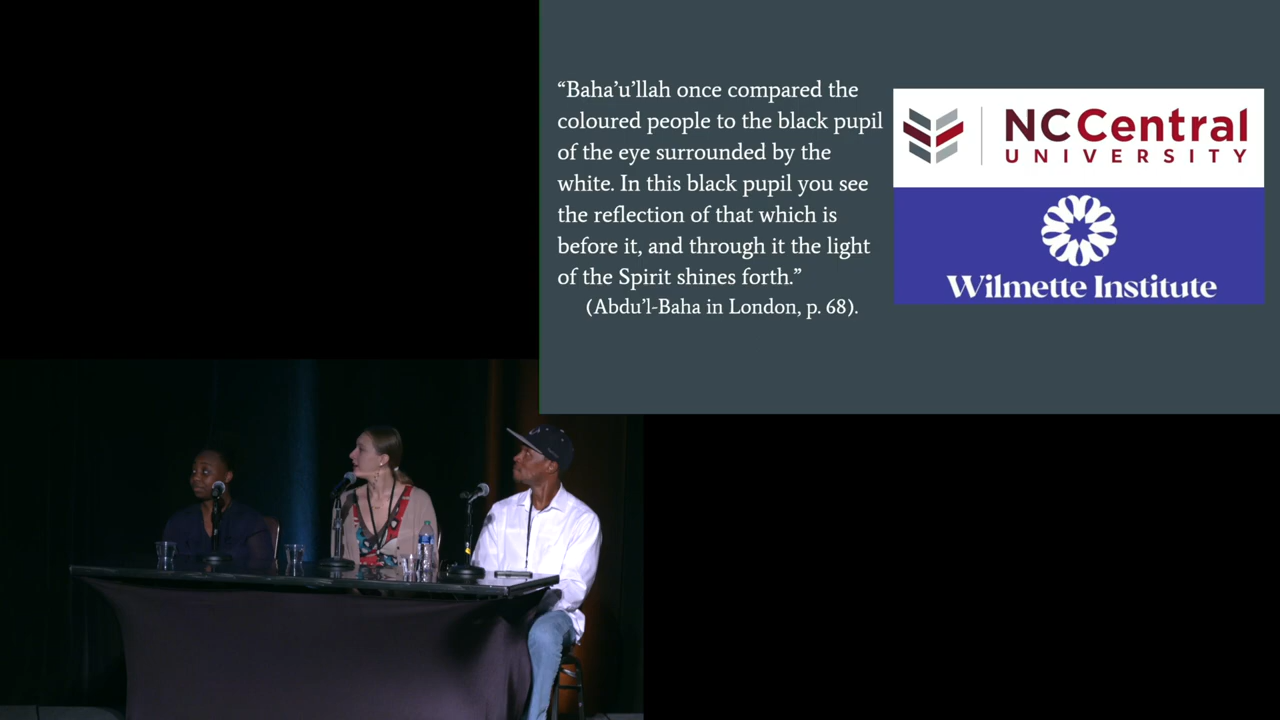 “Baha’u’llah once compared the
coloured people to the black pupil
of the eye surrounded by the
white. In this black pupil you see
the reflection of that which is
before it, and through it the light
of the Spirit shines forth.”
(Abdu’l-Baha in London, p. 68).
NCCentral
UNIVERSITY
Wilmette Institute